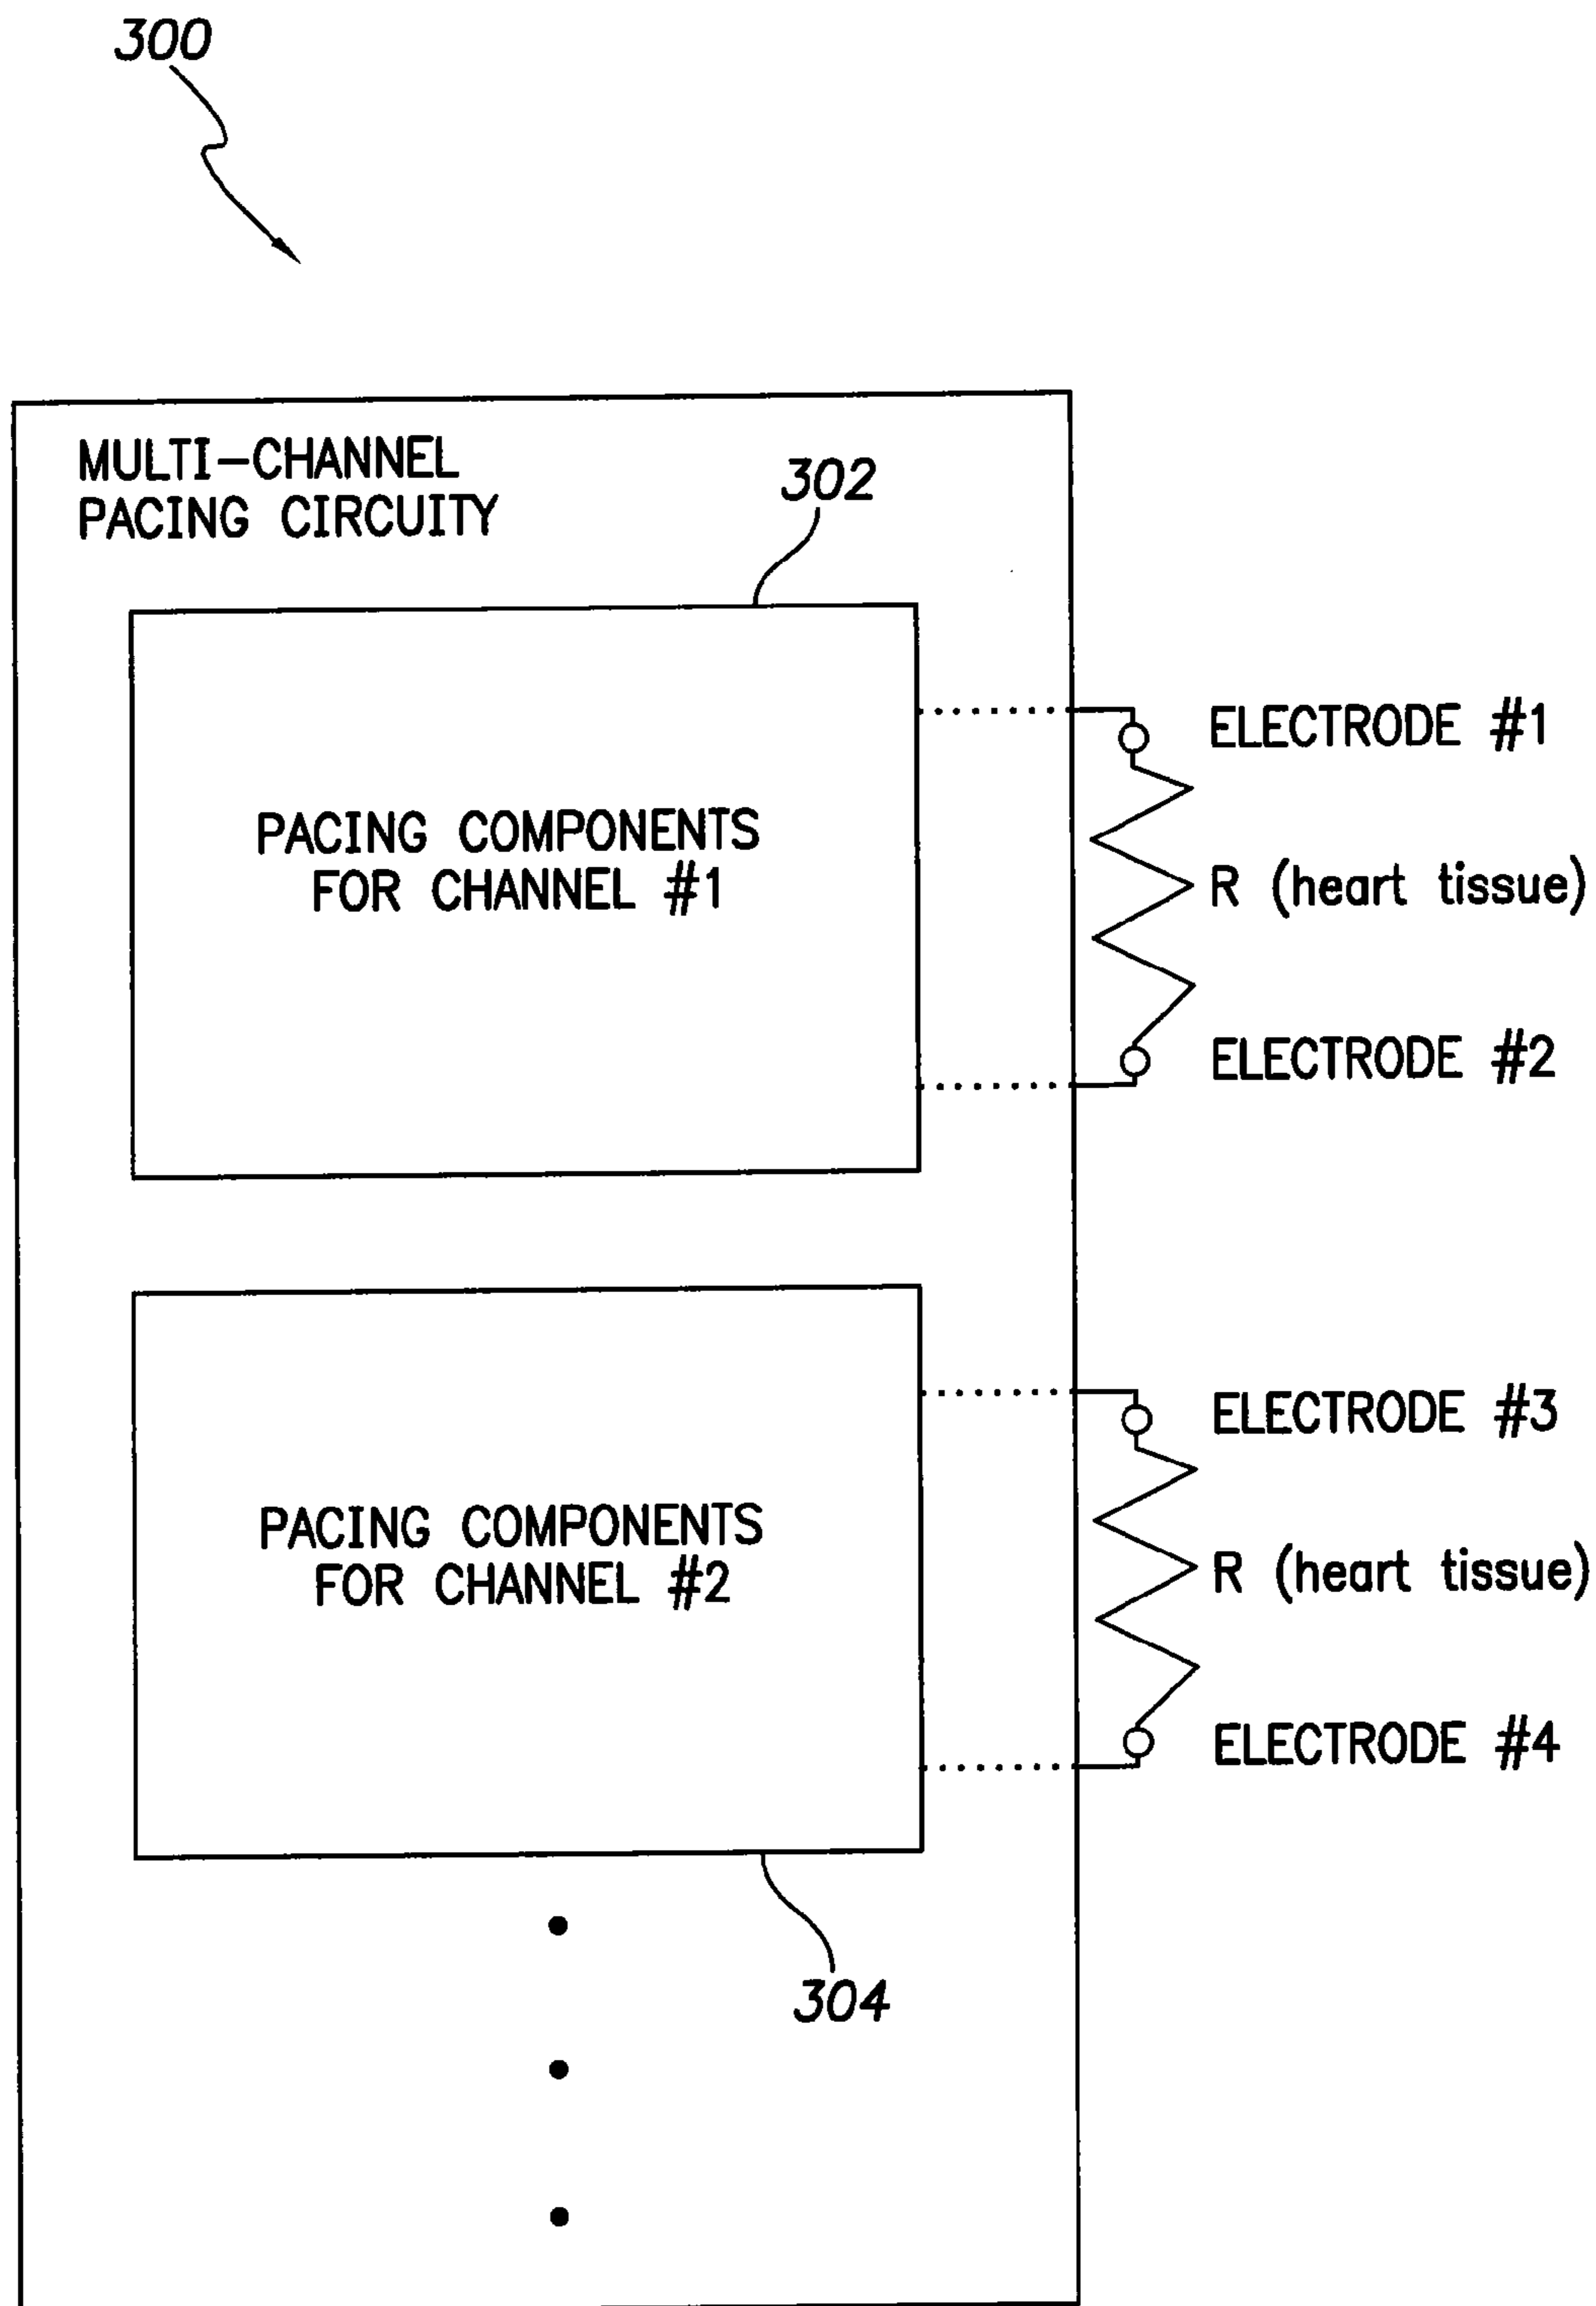 300
MULTI-CHANNEL
PACING CIRCUITY
302
PACING COMPONENTS
FOR CHANNEL #1
ELECTRODE #1
R (heart tissue)
ELECTRODE #2
PACING COMPONENTS
FOR CHANNEL #2
ELECTRODE #3
R (heart tissue)
ELECTRODE #4
304